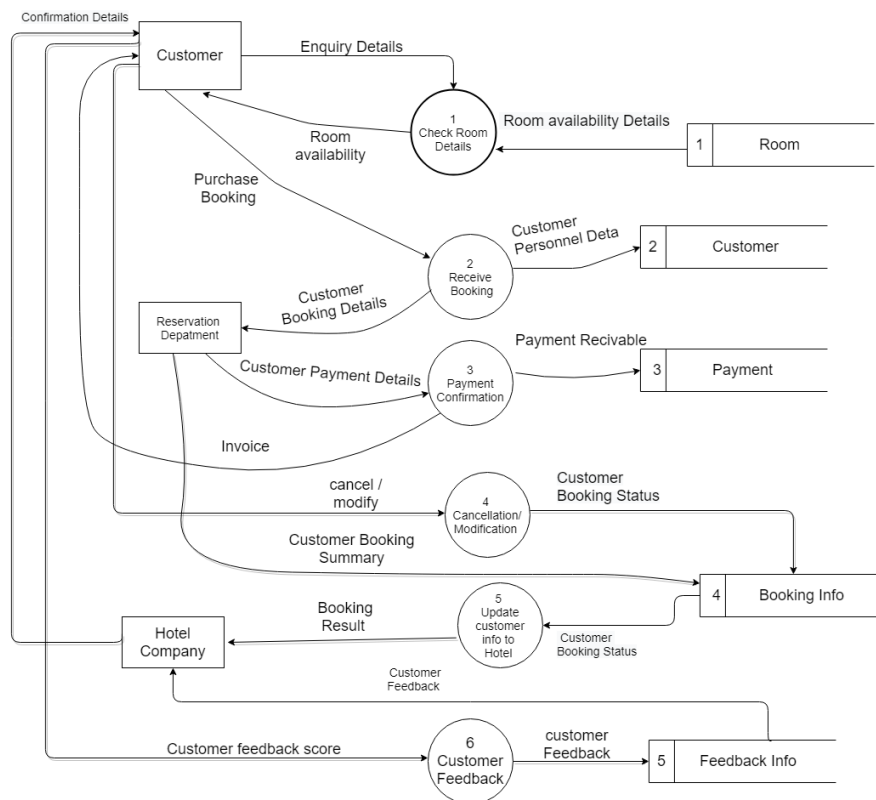 Confirmation Details
Customer
Enquiry Details
1
Check Room
Details
Room availability Details
1
Room
Room
availability
Purchase
Booking
Customer
Personnel Deta
2
Customer
2
Receive
Booking
Customer
Booking Details
Reservation
Depatment
Customer Payment Details
3
Payment
Confirmation
Payment Recivable
3
Payment
Invoice
cancel /
modify
4
Cancellation/
Modification
Customer
Booking Status
Customer Booking
Summary
4
Booking Info
5
Update
customer
info to
Hotel
Booking
Result
Customer
Booking Status
Hotel
Company
Customer
Feedback
Customer feedback score
6
Customer
Feedback
customer
Feedback
5
Feedback Info